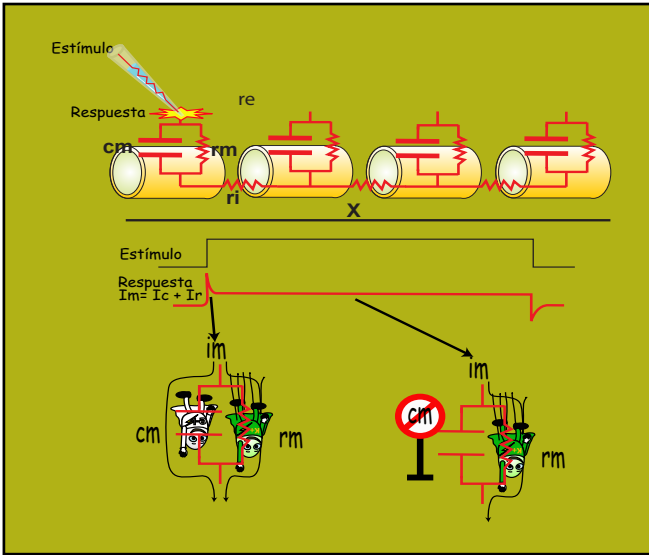 Estímulo
re
Respuesta
cm
rm
ri
X
Estímulo
Respuesta
Im= Ic + Ir
im
im
cm
cm
rm
rm